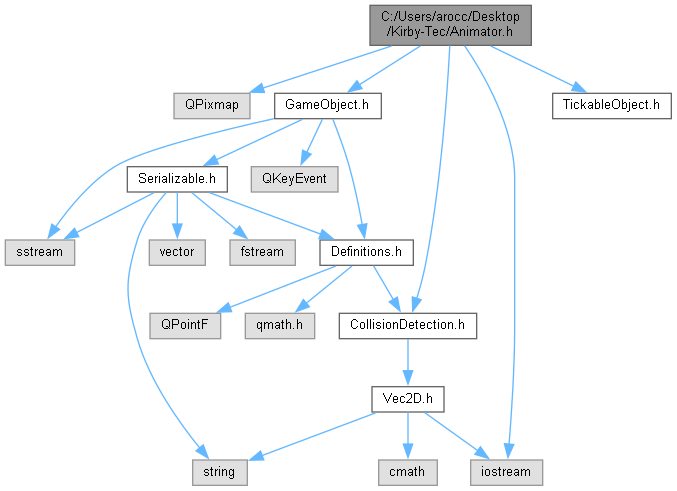 C:/Users/arocc/Desktop
/Kirby-Tec/Animator.h
QPixmap
GameObject.h
TickableObject.h
Serializable.h
QKeyEvent
sstream
vector
fstream
Definitions.h
QPointF
qmath.h
CollisionDetection.h
Vec2D.h
string
cmath
iostream